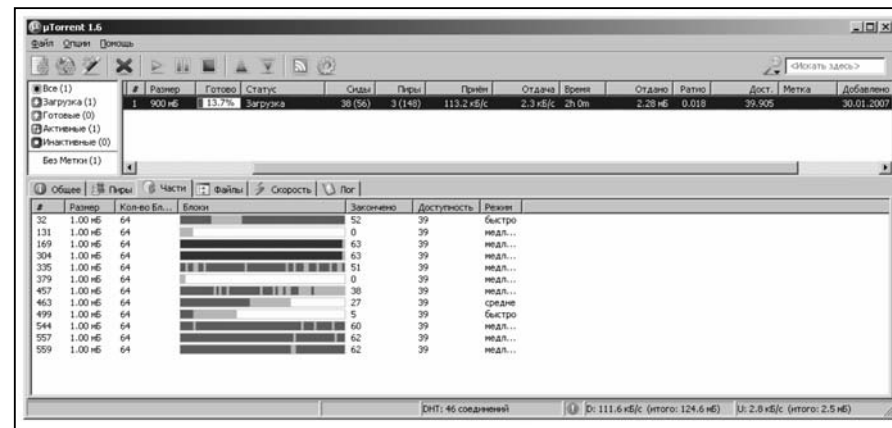 µTorrent 1.6
Файл Опции Помощь
<Искать здесь>
Все (1)
Загрузка (1)
Готовые (0)
Активные (0)
Инактивные (0)
Без Метки (1)
# Размер Готово Статус Сиды Пиры Приём Отдача Время Отдано Ратио Дост. Метка Добавлено
1 900 мБ 13.7% Загрузка 38 (56) 3 (148) 113.2 кБ/с 2.3 кБ/с 2h 0m 2.28 мБ 0.018 39.905 30.01.2007
Общее Пиры Части Файлы Скорость Лог
# Размер Кол-во Бл... Блоки Закончено Доступность Режим
32 1.00 мБ 64 52 39 быстро
131 1.00 мБ 64 0 39 медл...
169 1.00 мБ 64 63 39 медл...
304 1.00 мБ 64 63 39 медл...
335 1.00 мБ 64 51 39 медл...
379 1.00 мБ 64 0 39 медл...
457 1.00 мБ 64 38 39 медл...
463 1.00 мБ 64 27 39 средне
499 1.00 мБ 64 5 39 быстро
544 1.00 мБ 64 60 39 медл...
557 1.00 мБ 64 62 39 медл...
559 1.00 мБ 64 62 39 медл...
DHT: 46 соединений D: 111.6 кБ/с (итого: 124.6 мБ) U: 2.8 кБ/с (итого: 2.5 мБ)